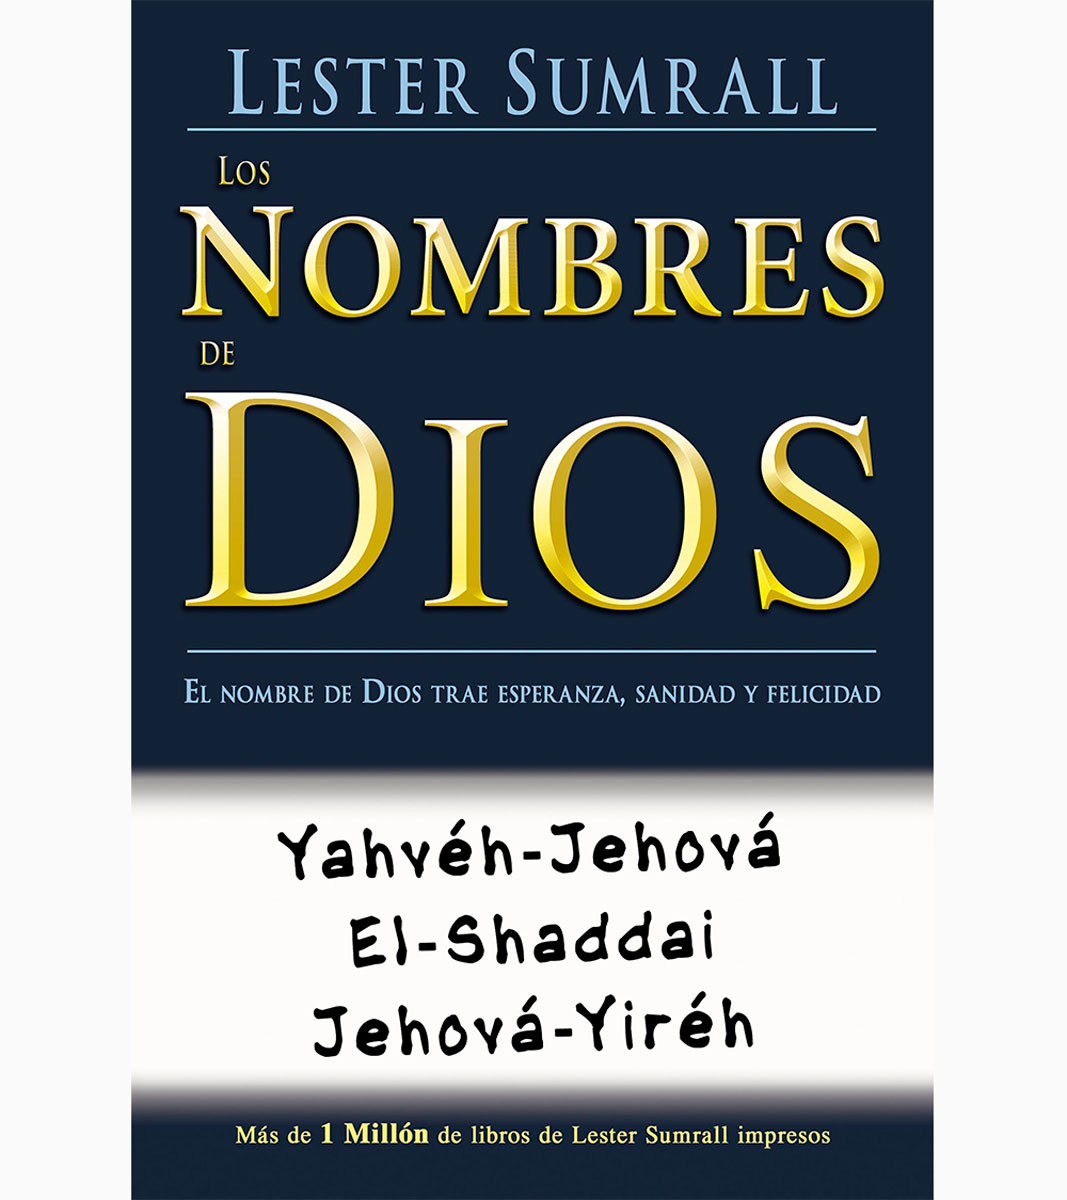 LESTER SUMRALL
LOS
NOMBRES
DE
DIOS
EL NOMBRE DE DIOS TRAE ESPERANZA, SANIDAD Y FELICIDAD
Yahvéh-Jehová
El-Shaddai
Jehová-Yiréh
Más de 1 Millón de libros de Lester Sumrall impresos